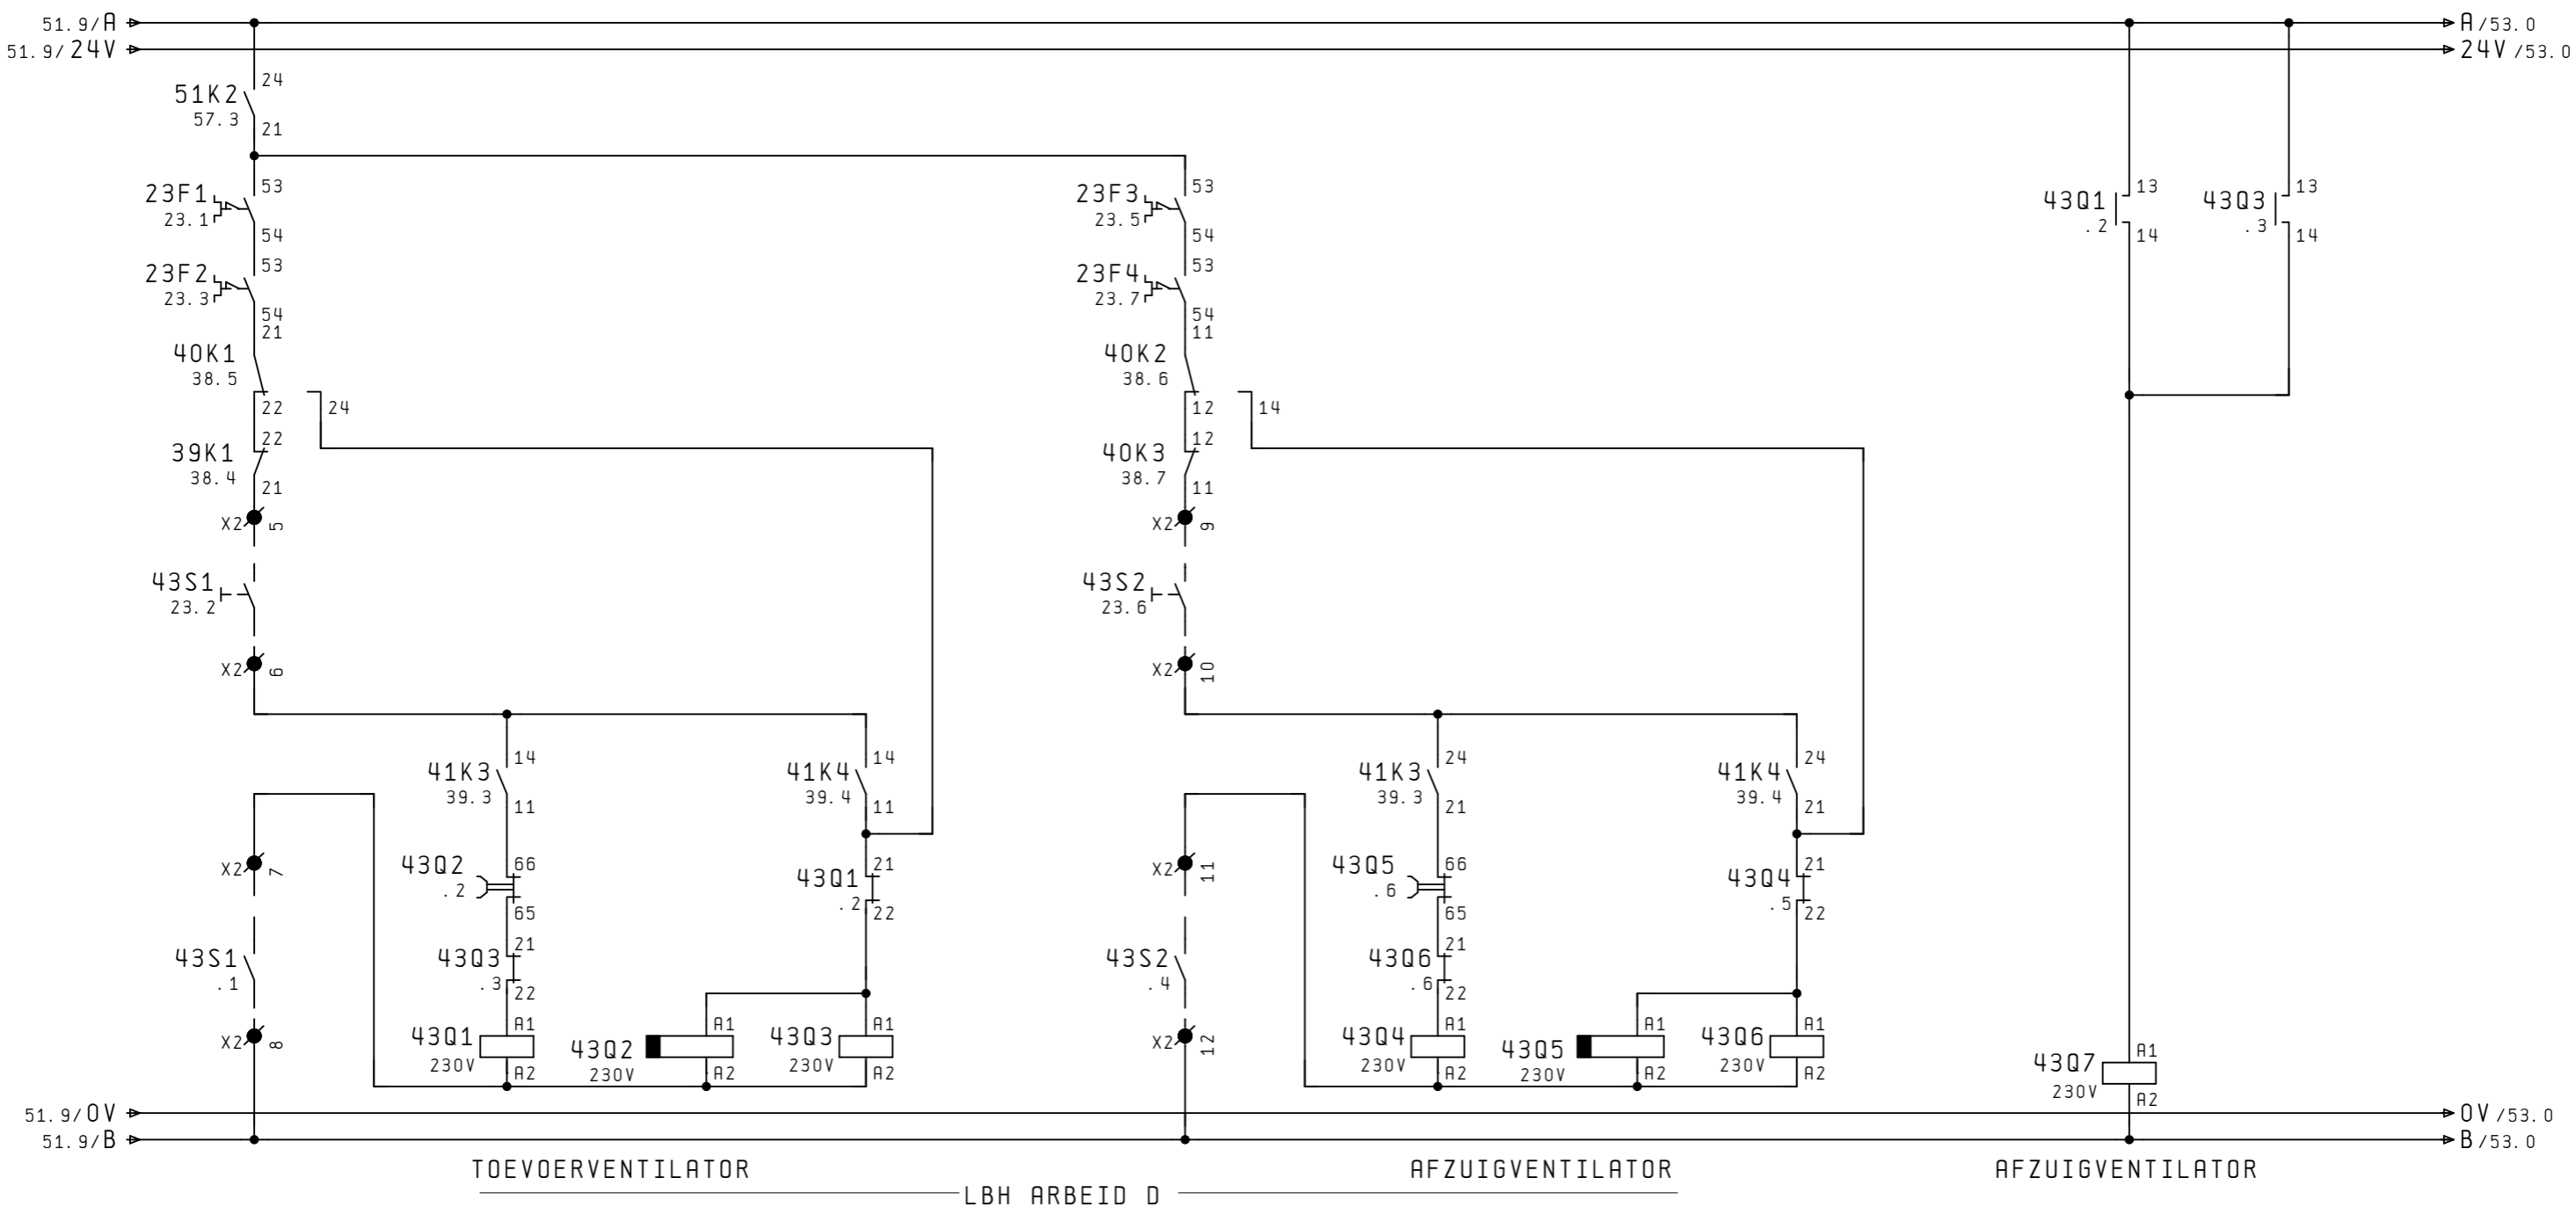 51.9/A
A/53.0
51.9/24V
24V/53.0
24
51K2
57.3
21
53
23F1
23.1
54
53
23F2
23.3
54
21
40K1
38.5
22
24
22
39K1
38.4
21
X2
5
43S1
23.2
X2
6
14
41K3
39.3
11
14
41K4
39.4
11
X2
7
66
43Q2
.2
65
21
43Q1
.2
22
43S1
.1
21
43Q3
.3
22
X2
8
A1
43Q1
230V
A2
A1
43Q2
230V
A2
A1
43Q3
230V
A2
53
23F3
23.5
54
53
23F4
23.7
54
11
40K2
38.6
12
14
12
40K3
38.7
11
X2
9
43S2
23.6
X2
10
24
41K3
39.3
21
24
41K4
39.4
21
X2
11
66
43Q5
.6
65
21
43Q4
.5
22
43S2
.4
21
43Q6
.6
22
X2
12
A1
43Q4
230V
A2
A1
43Q5
230V
A2
A1
43Q6
230V
A2
13
43Q1
.2
14
13
43Q3
.3
14
A1
43Q7
230V
A2
51.9/0V
0V/53.0
51.9/B
B/53.0
TOEVOERVENTILATOR
AFZUIGVENTILATOR
AFZUIGVENTILATOR
LBH ARBEID D